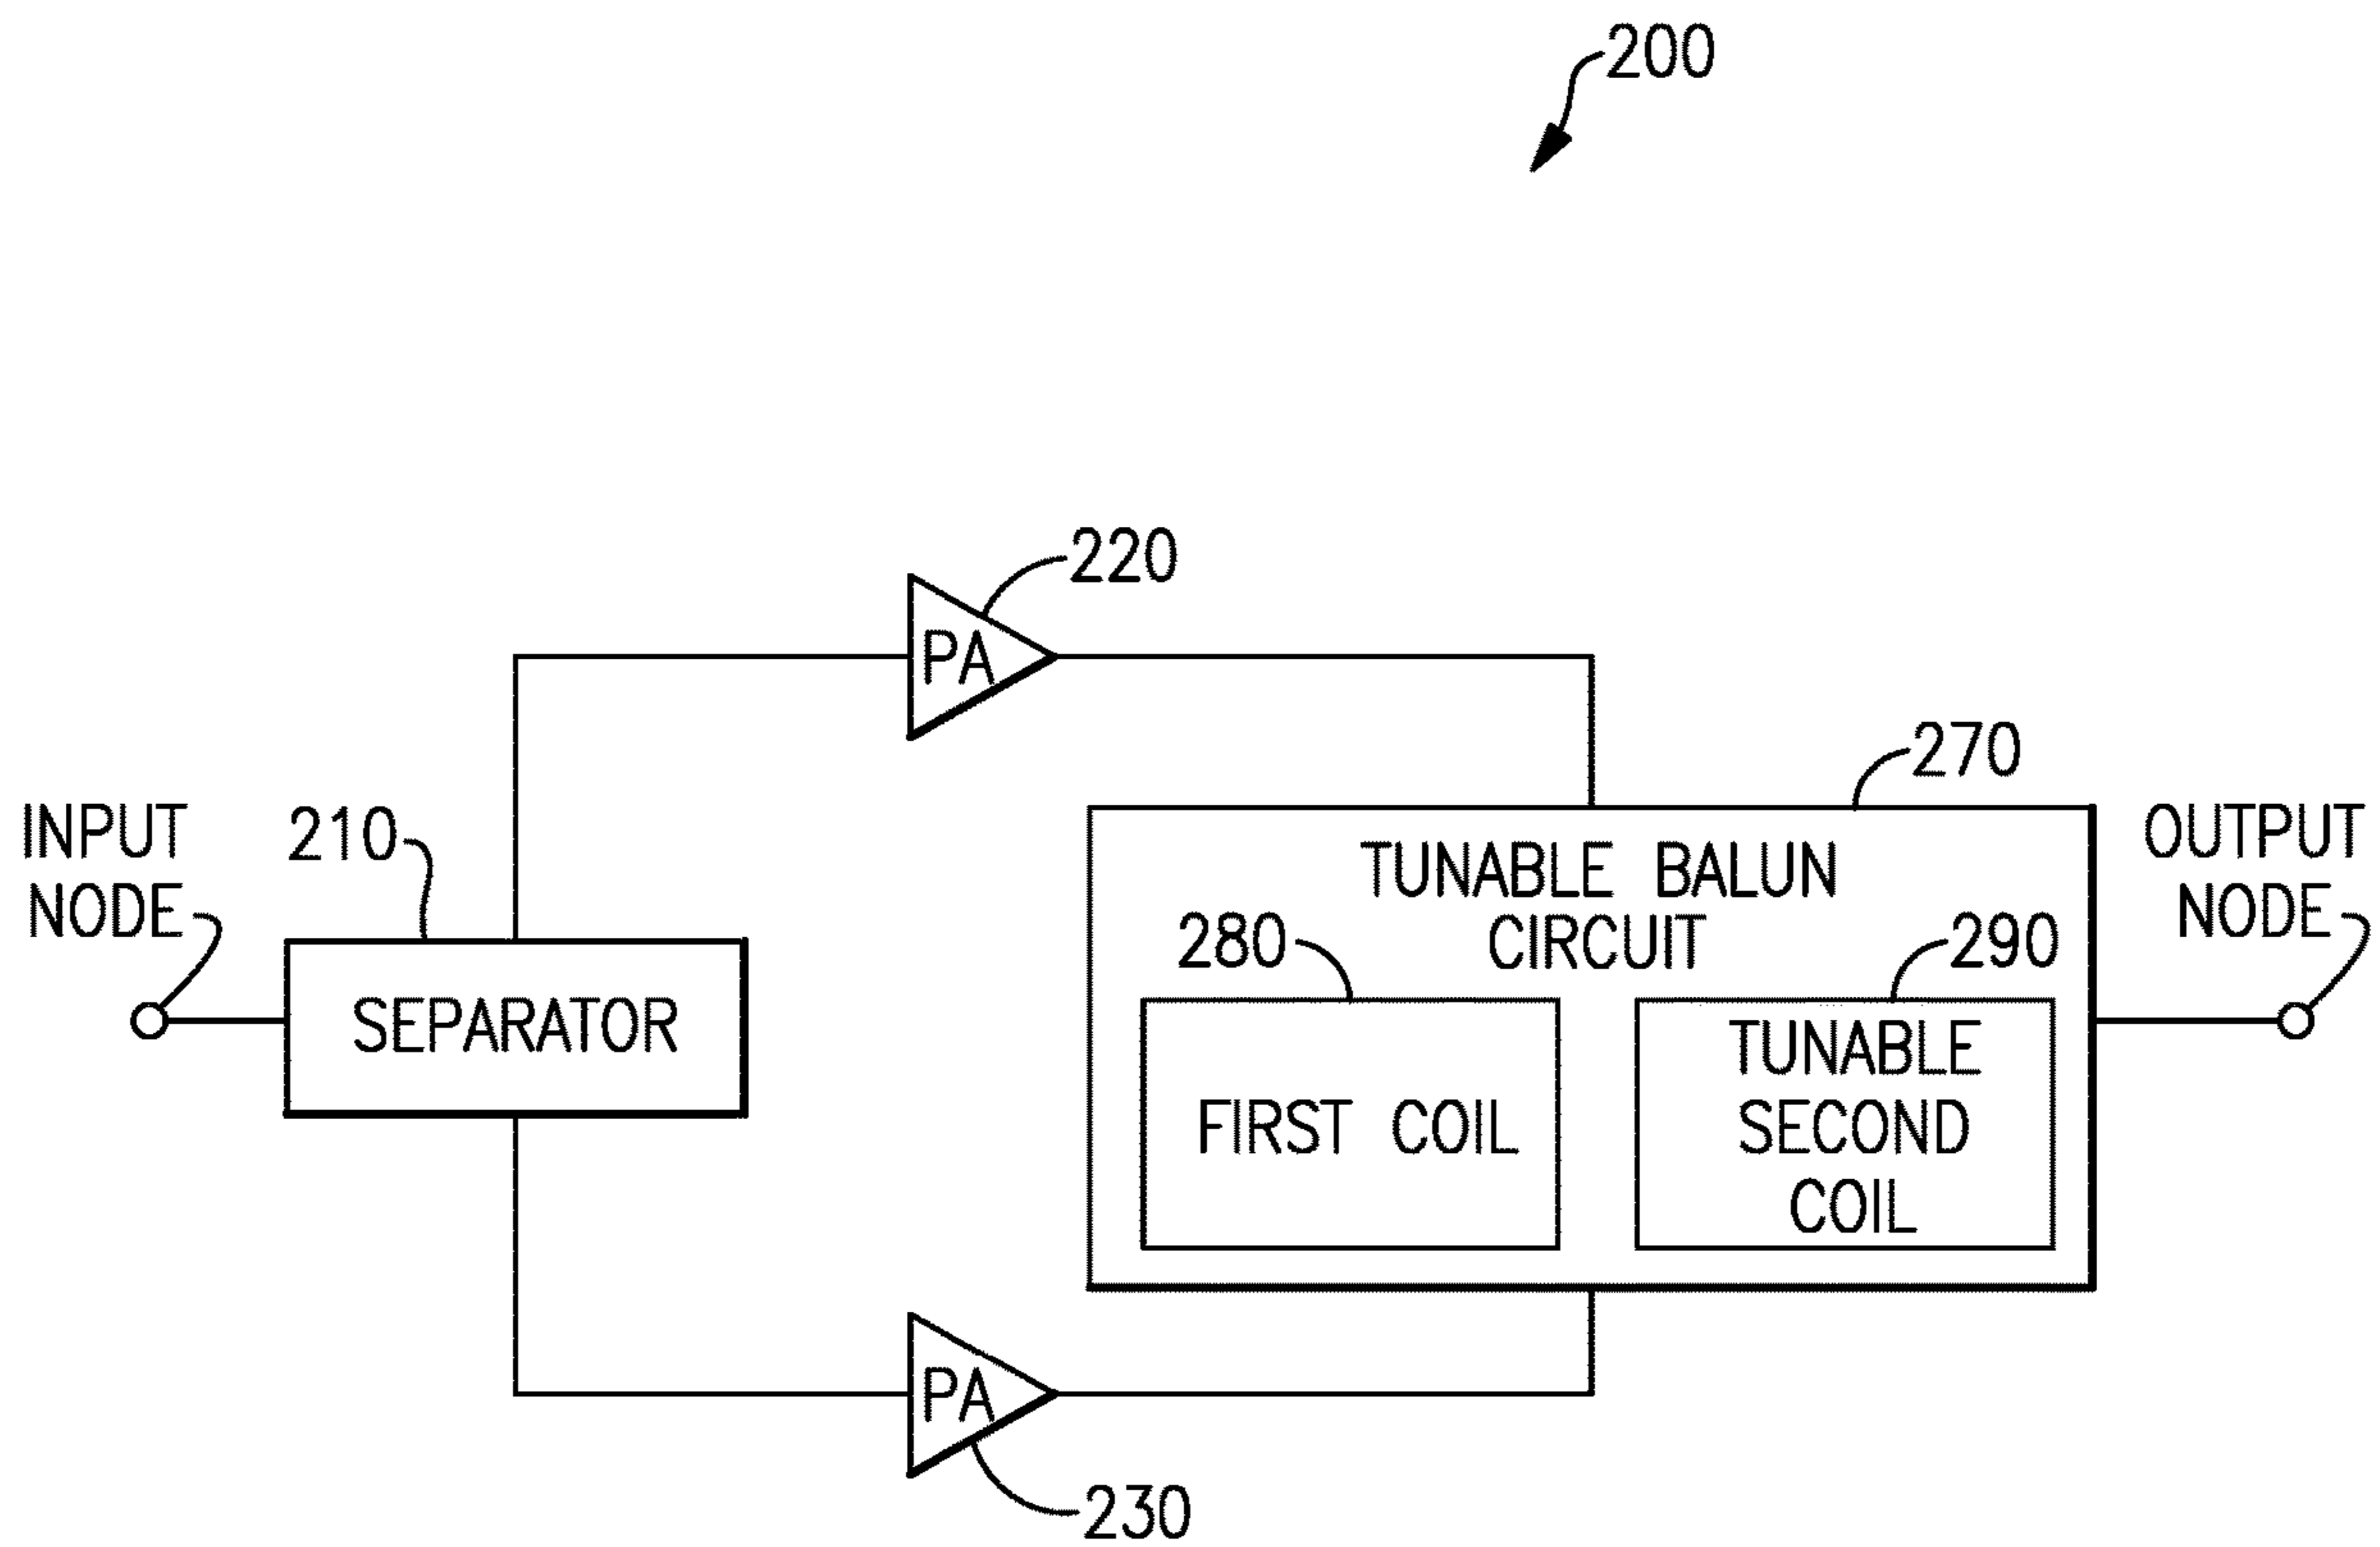 200
220
PA
270
INPUT
NODE
210
OUTPUT
NODE
TUNABLE BALUN
CIRCUIT
280
290
SEPARATOR
FIRST COIL
TUNABLE
SECOND
COIL
PA
230